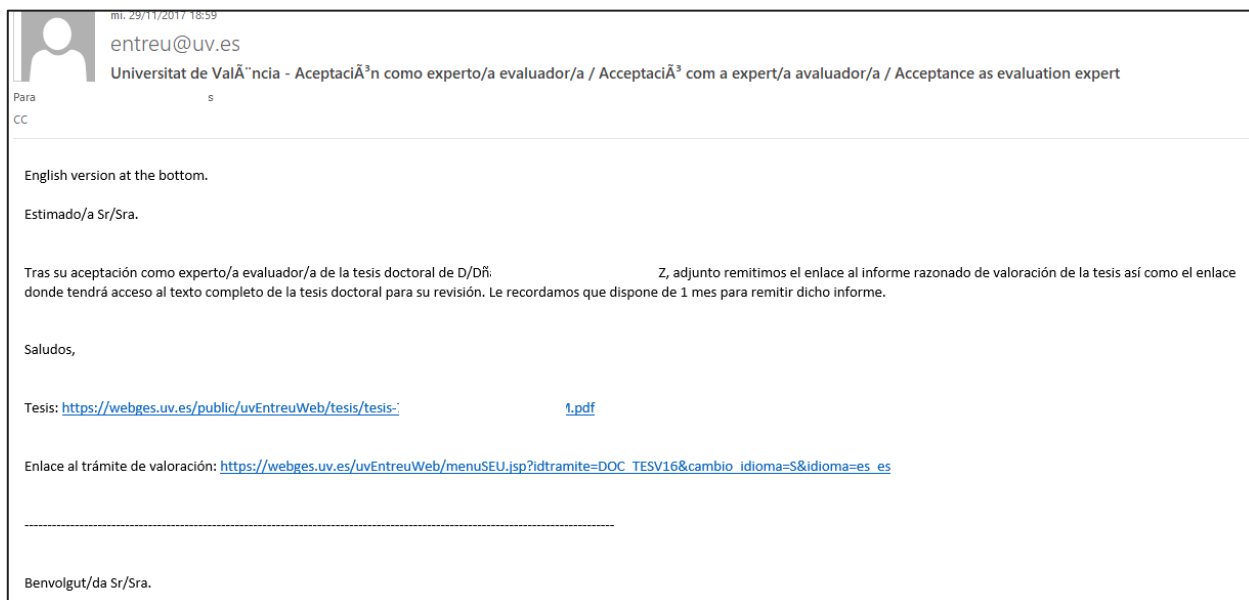 mi. 29/11/2017 18:59
entreu@uv.es
Universitat de ValÃ¨ncia - AceptaciÃ³n como experto/a evaluador/a / AcceptaciÃ³ com a expert/a avaluador/a / Acceptance as evaluation expert
Para s
CC
English version at the bottom.
Estimado/a Sr/Sra.
Tras su aceptación como experto/a evaluador/a de la tesis doctoral de D/Dña Z, adjunto remitimos el enlace al informe razonado de valoración de la tesis así como el enlace
donde tendrá acceso al texto completo de la tesis doctoral para su revisión. Le recordamos que dispone de 1 mes para remitir dicho informe.
Saludos,
Tesis: https://webges.uv.es/public/uvEntreuWeb/tesis/tesis- .pdf
Enlace al trámite de valoración: https://webges.uv.es/uvEntreuWeb/menuSEU.jsp?idtramite=DOC_TESV16&cambio_idioma=S&idioma=es_es
Benvolgut/da Sr/Sra.